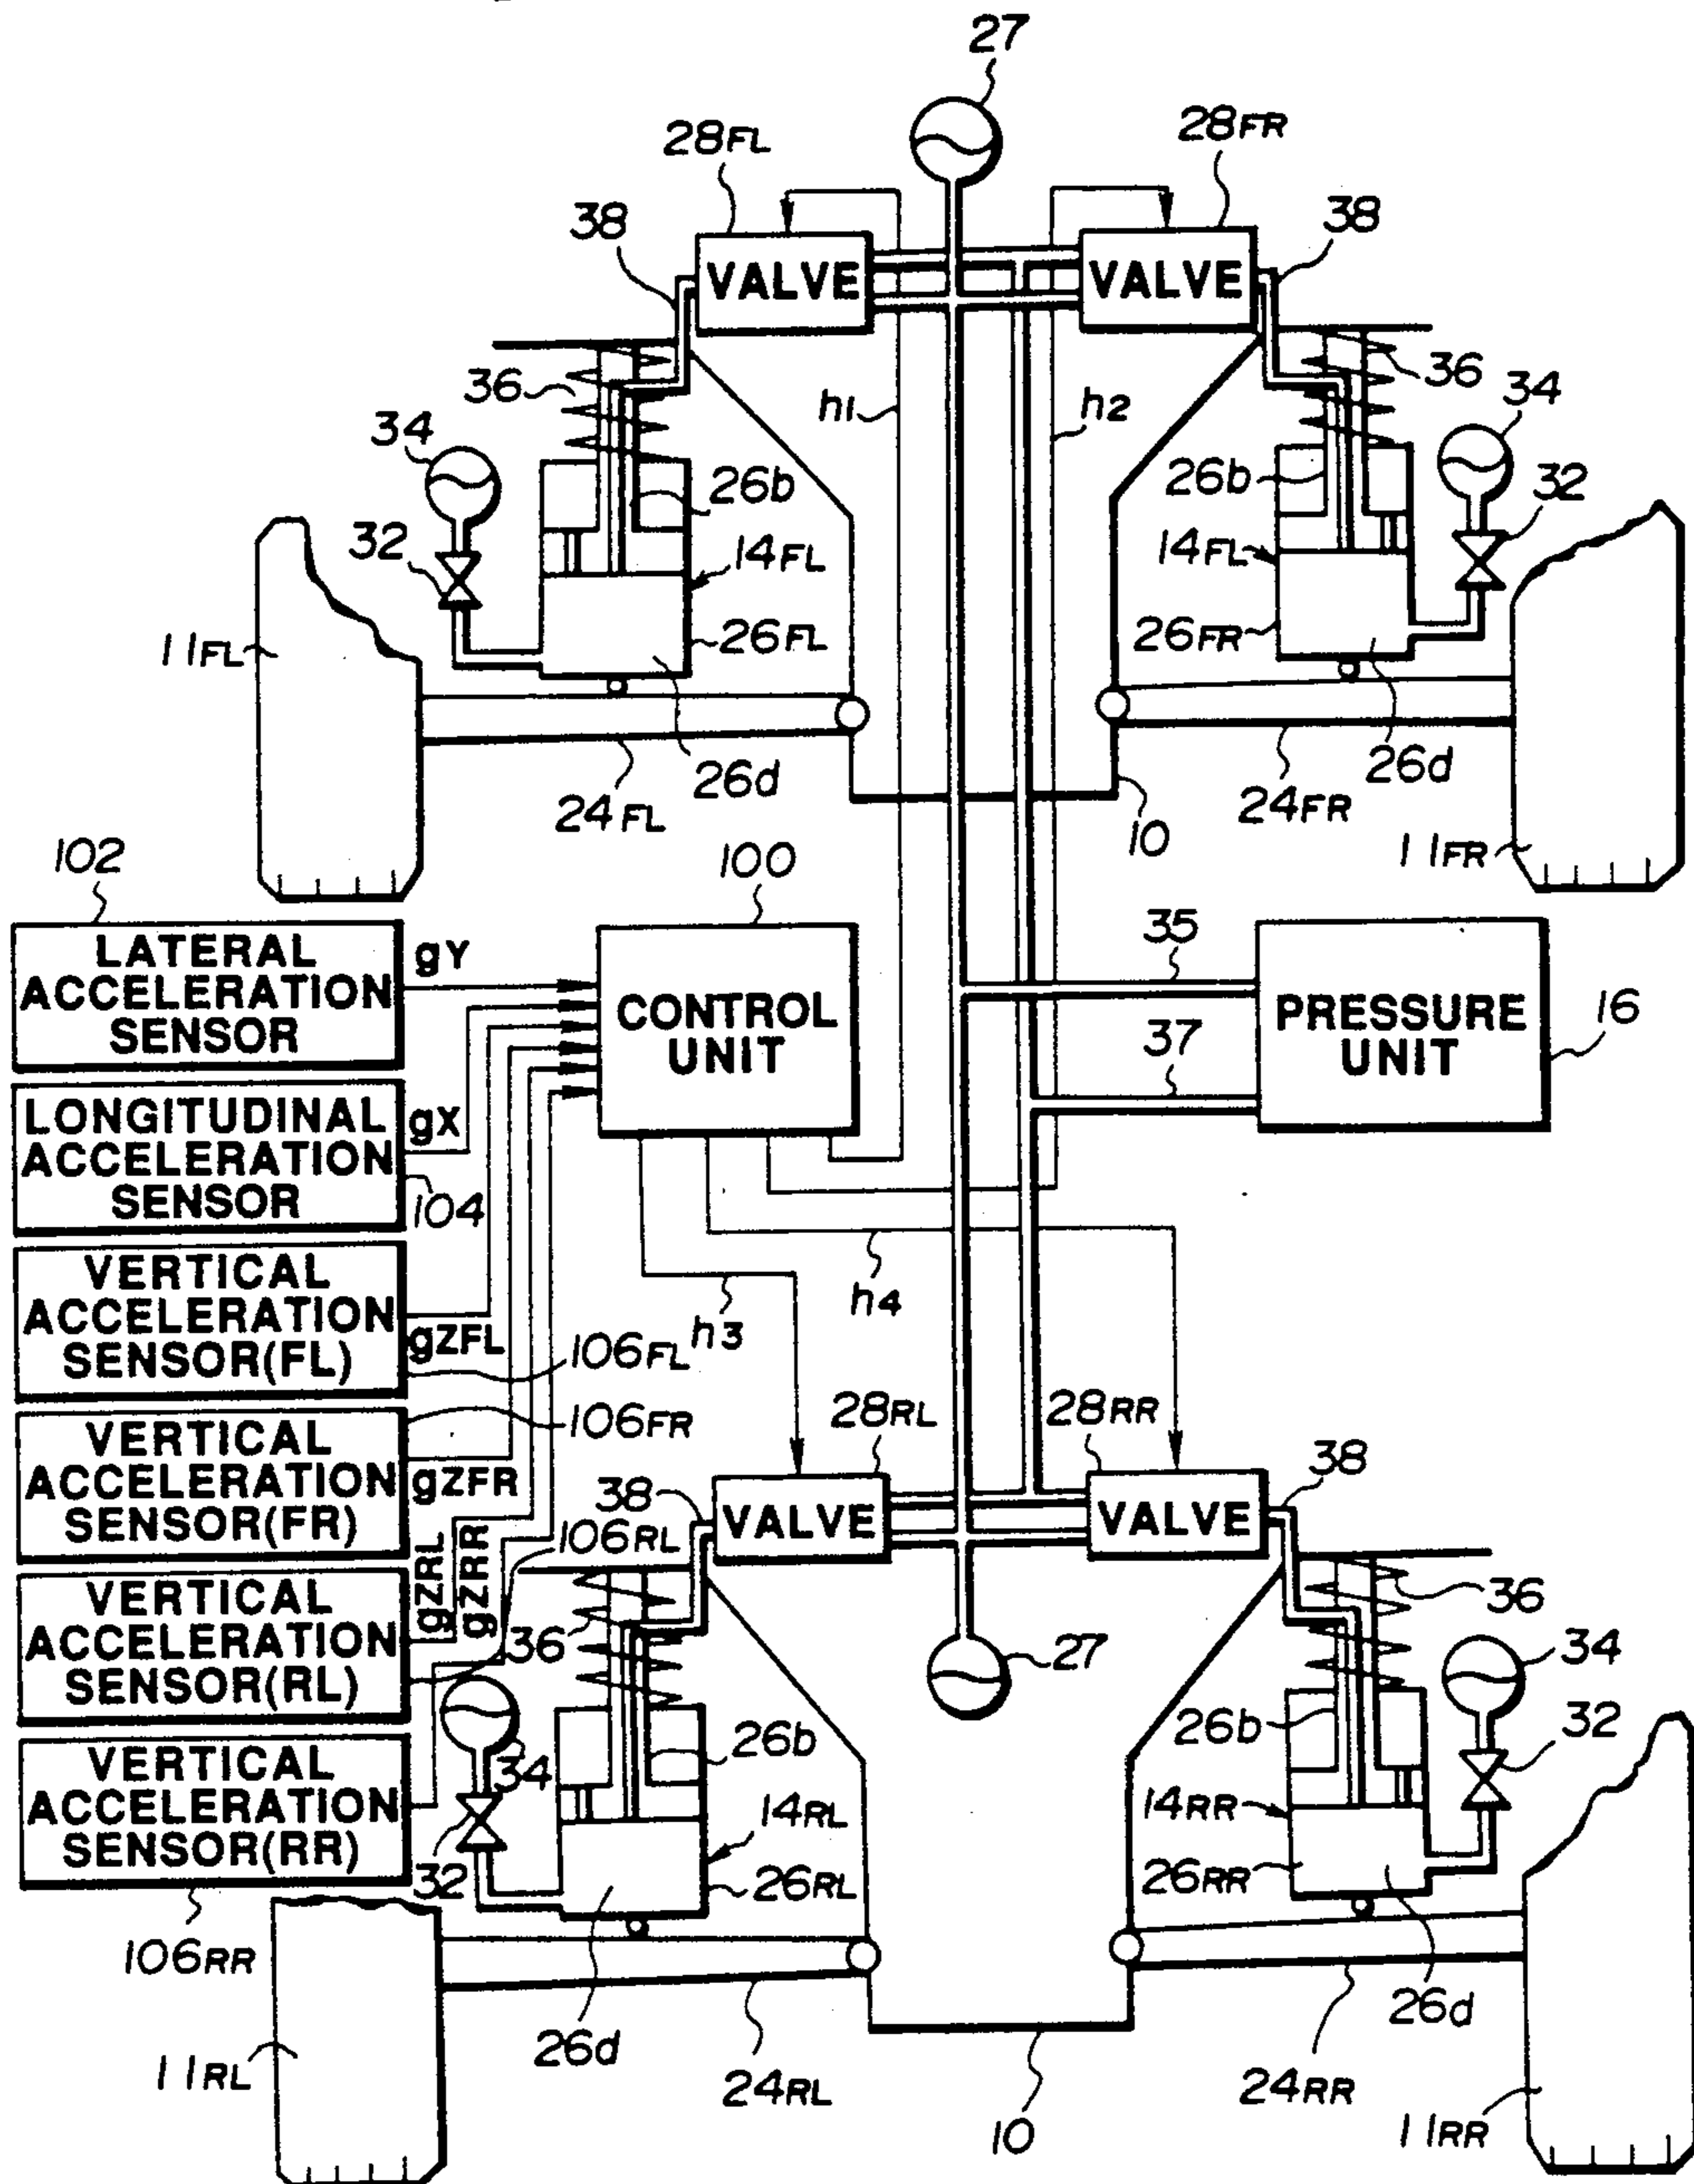 27
28FL
28FR
38
VALVE
VALVE
38
36
h1
h2
36
34
34
26b
26b
32
32
14FL
14FL
11FL
26FL
26FR
26d
26d
24FL
24FR
10
11FR
102
100
LATERAL
ACCELERATION
SENSOR
gY
CONTROL
UNIT
35
PRESSURE
UNIT
16
37
LONGITUDINAL
ACCELERATION
SENSOR
gX
104
VERTICAL
ACCELERATION
SENSOR(FL)
gZFL
106FL
h3
h4
VERTICAL
ACCELERATION
SENSOR(FR)
106FR
gZFR
28RL
28RR
38
VALVE
VALVE
38
VERTICAL
ACCELERATION
SENSOR(RL)
gZRL
gZRR
106RL
36
36
27
34
34
26b
26b
32
32
VERTICAL
ACCELERATION
SENSOR(RR)
14RL
14RR
26RL
26RR
106RR
26d
26d
11RL
24RL
24RR
10
11RR